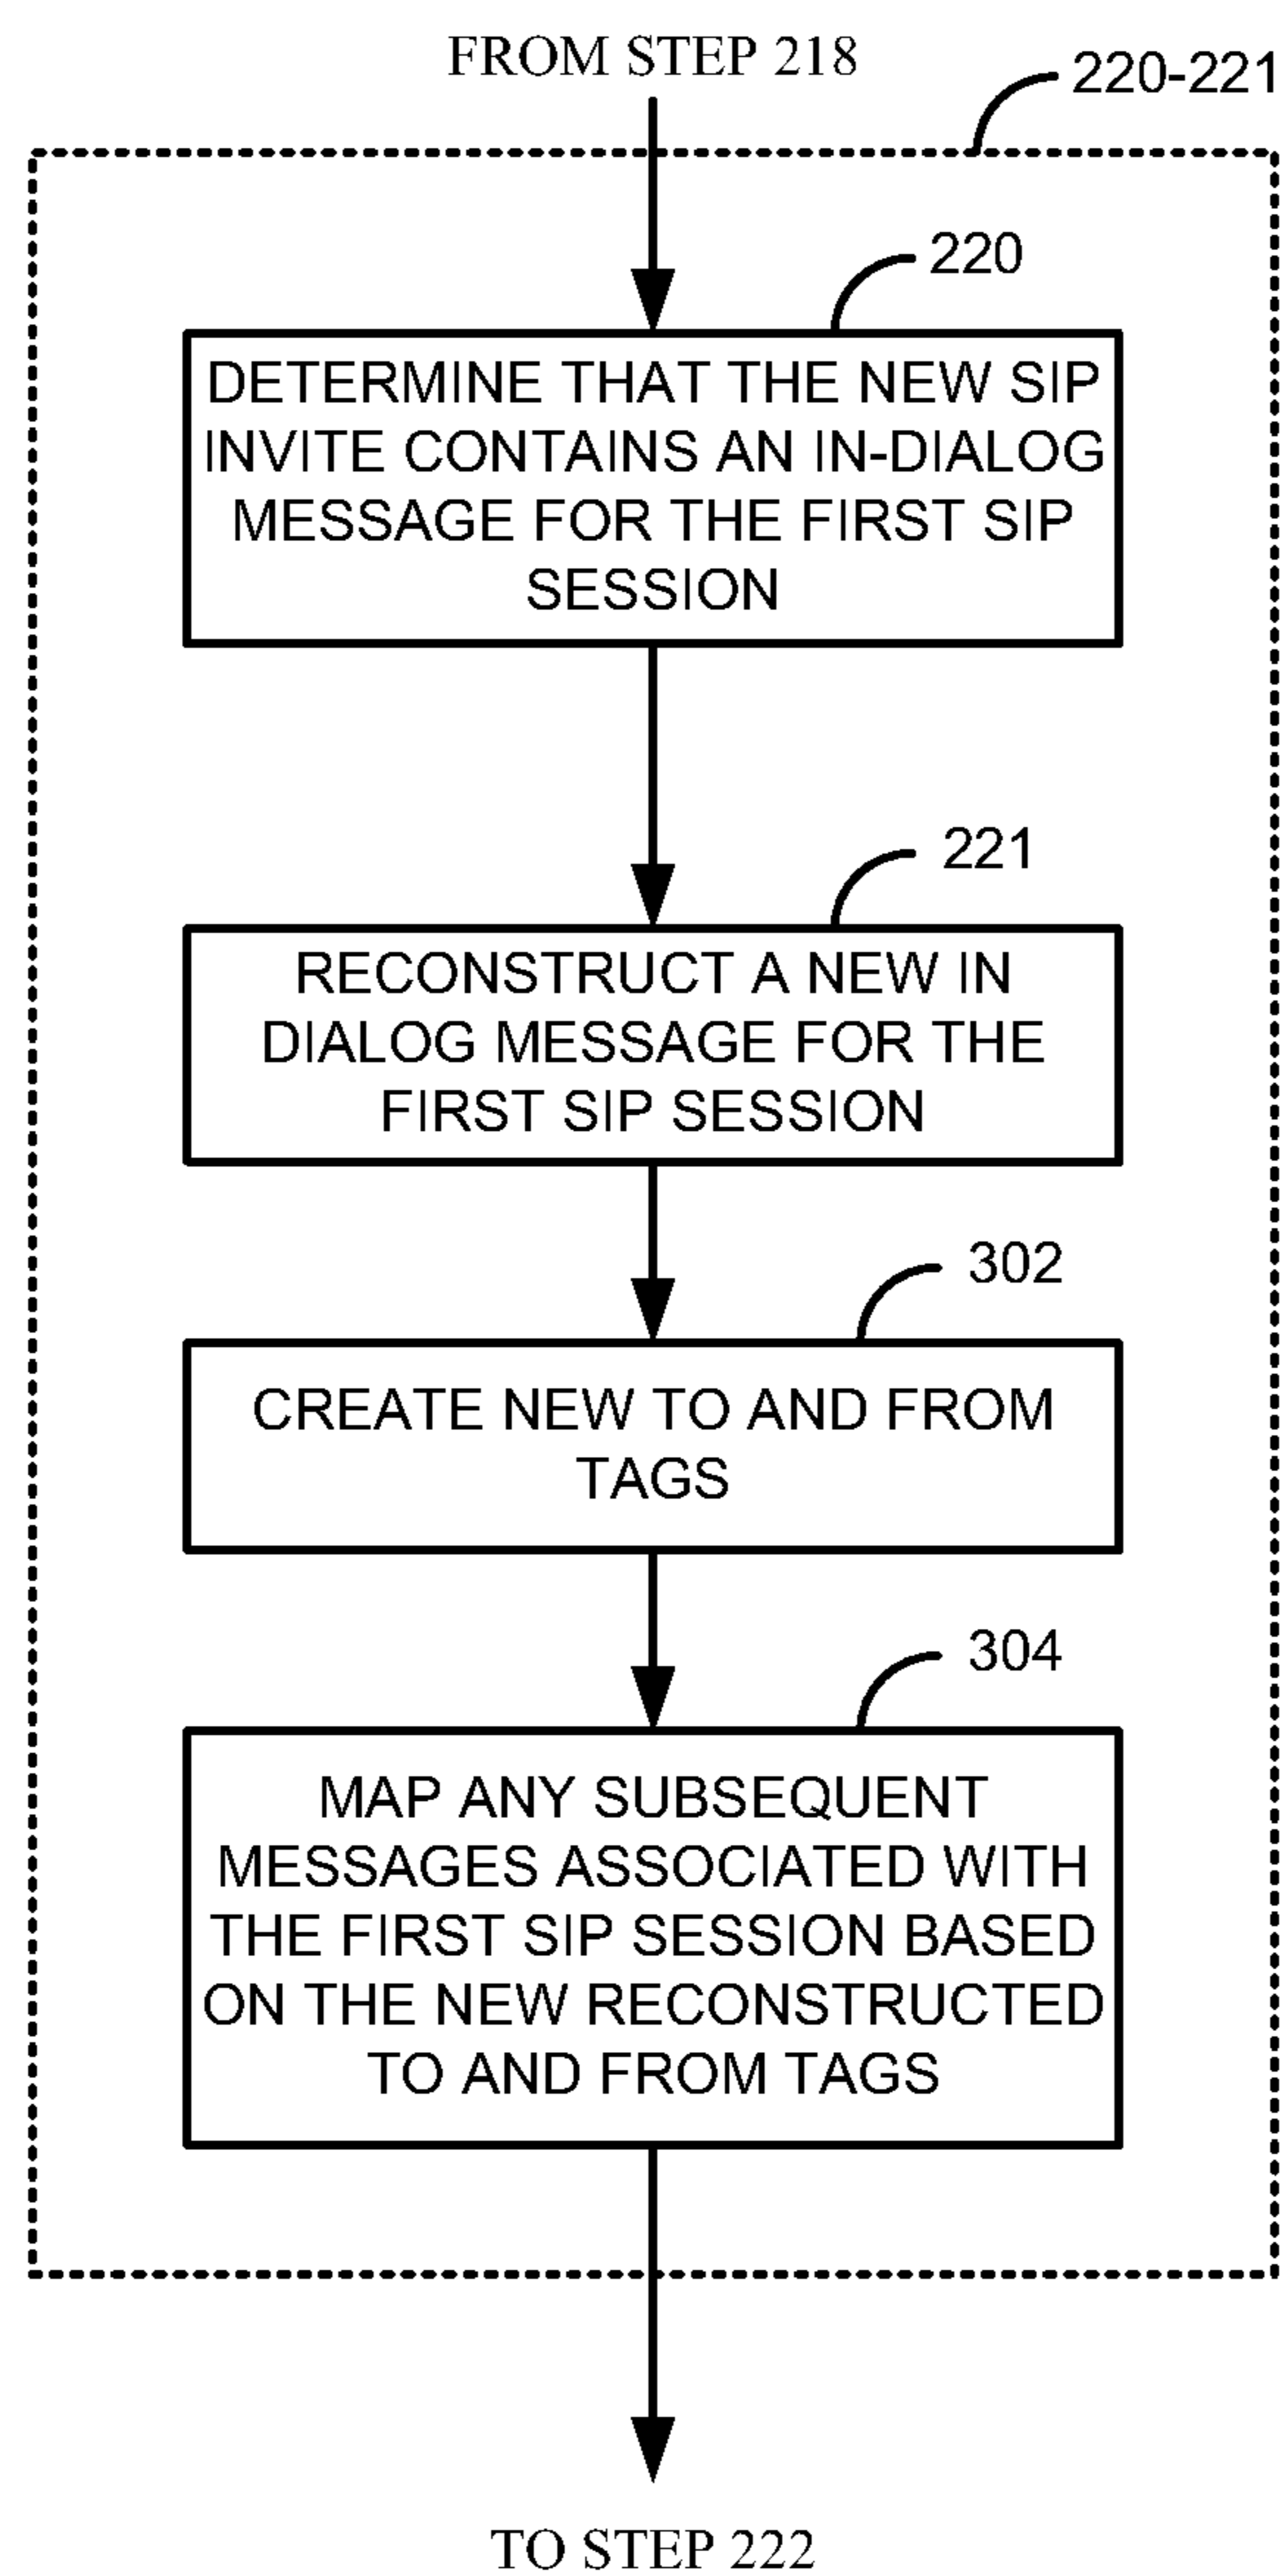 FROM STEP 218
220-221
220
DETERMINE THAT THE NEW SIP
INVITE CONTAINS AN IN-DIALOG
MESSAGE FOR THE FIRST SIP
SESSION
221
RECONSTRUCT A NEW IN
DIALOG MESSAGE FOR THE
FIRST SIP SESSION
302
CREATE NEW TO AND FROM
TAGS
304
MAP ANY SUBSEQUENT
MESSAGES ASSOCIATED WITH
THE FIRST SIP SESSION BASED
ON THE NEW RECONSTRUCTED
TO AND FROM TAGS
TO STEP 222